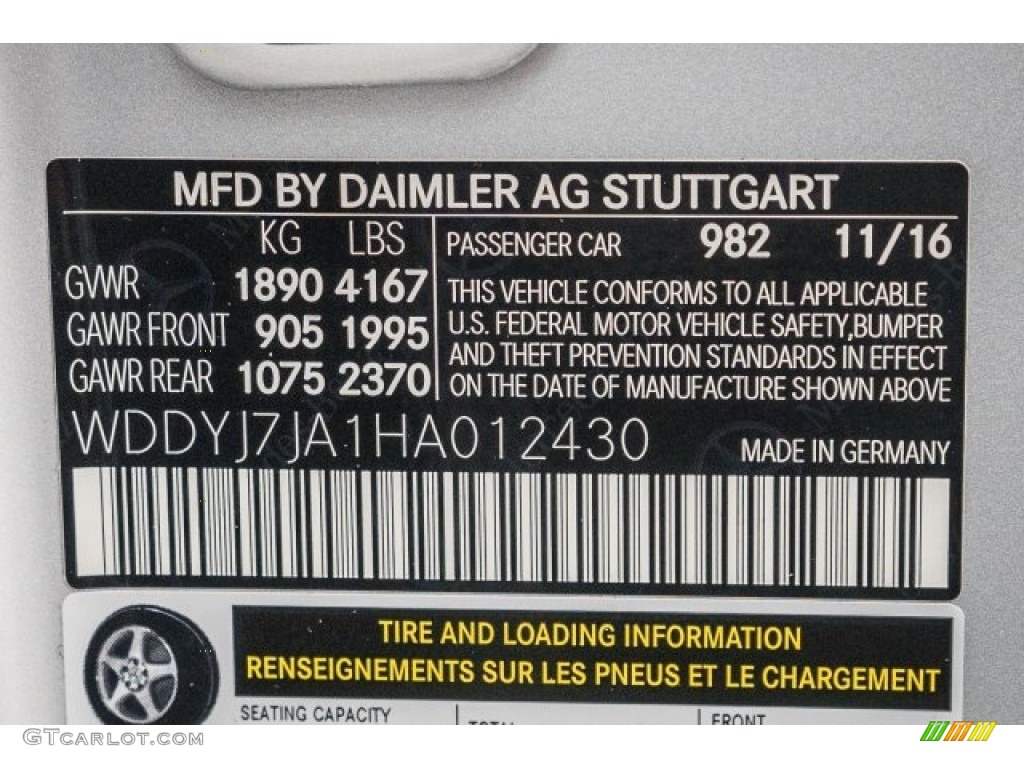 MFD BY DAIMLER AG STUTTGART
KG LBS
GVWR 1890 4167
GAWR FRONT 905 1995
GAWR REAR 1075 2370
PASSENGER CAR 982 11/16
THIS VEHICLE CONFORMS TO ALL APPLICABLE
U.S. FEDERAL MOTOR VEHICLE SAFETY,BUMPER
AND THEFT PREVENTION STANDARDS IN EFFECT
ON THE DATE OF MANUFACTURE SHOWN ABOVE
WDDYJ7JA1HA012430
MADE IN GERMANY
TIRE AND LOADING INFORMATION
RENSEIGNEMENTS SUR LES PNEUS ET LE CHARGEMENT
SEATING CAPACITY TOTAL FRONT
GTcarlot.com